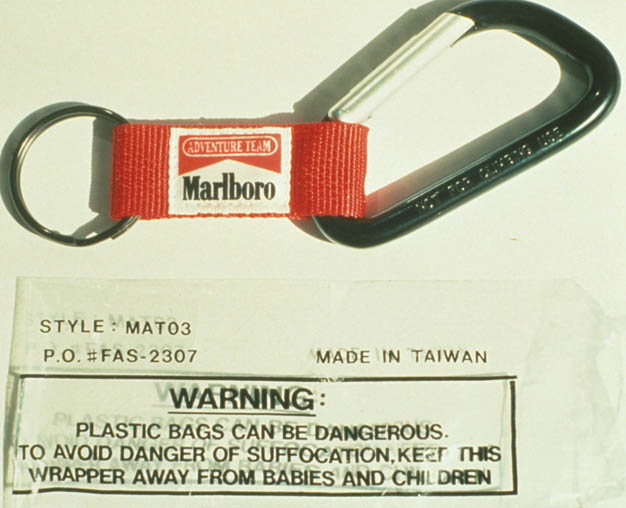 ADVENTURE TEAM
Marlboro
NOT FOR CLIMBING USE
STYLE: MAT03
P.O. #FAS-2307
MADE IN TAIWAN
WARNING:
PLASTIC BAGS CAN BE DANGEROUS.
TO AVOID DANGER OF SUFFOCATION, KEEP THIS
WRAPPER AWAY FROM BABIES AND CHILDREN